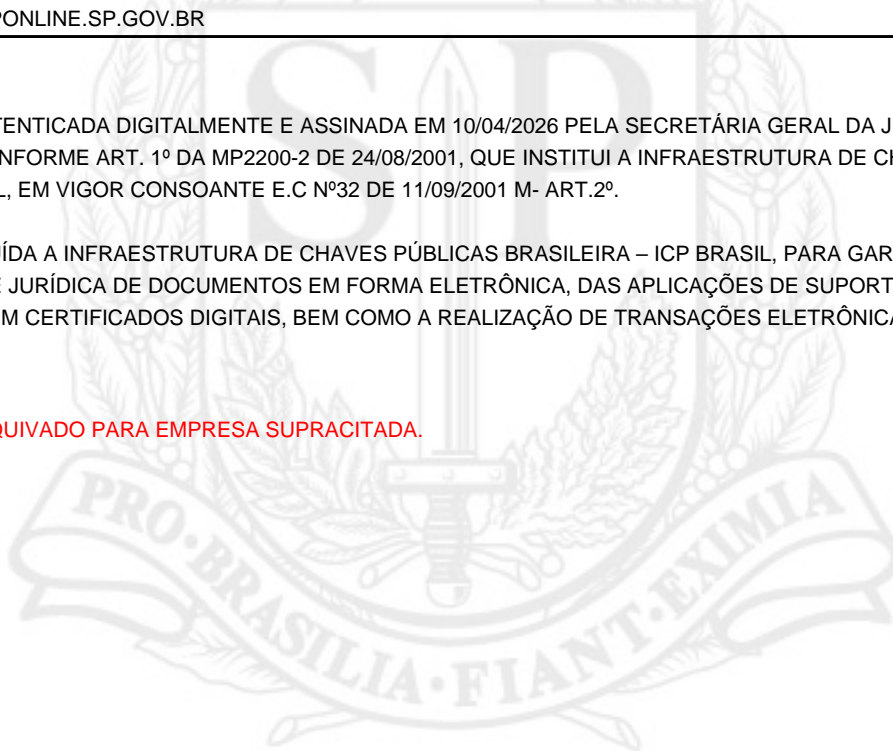 PONLINE.SP.GOV.BR
TENTICADA DIGITALMENTE E ASSINADA EM 10/04/2026 PELA SECRETÁRIA GERAL DA J
NFORME ART. 1º DA MP2200-2 DE 24/08/2001, QUE INSTITUI A INFRAESTRUTURA DE CH
L, EM VIGOR CONSOANTE E.C Nº32 DE 11/09/2001 M- ART.2º.
UÍDA A INFRAESTRUTURA DE CHAVES PÚBLICAS BRASILEIRA – ICP BRASIL, PARA GAR
E JURÍDICA DE DOCUMENTOS EM FORMA ELETRÔNICA, DAS APLICAÇÕES DE SUPORT
EM CERTIFICADOS DIGITAIS, BEM COMO A REALIZAÇÃO DE TRANSAÇÕES ELETRÔNICA
QUIVADO PARA EMPRESA SUPRACITADA.
SP
PRO·BRASILIA·FIANT·EXIMIA